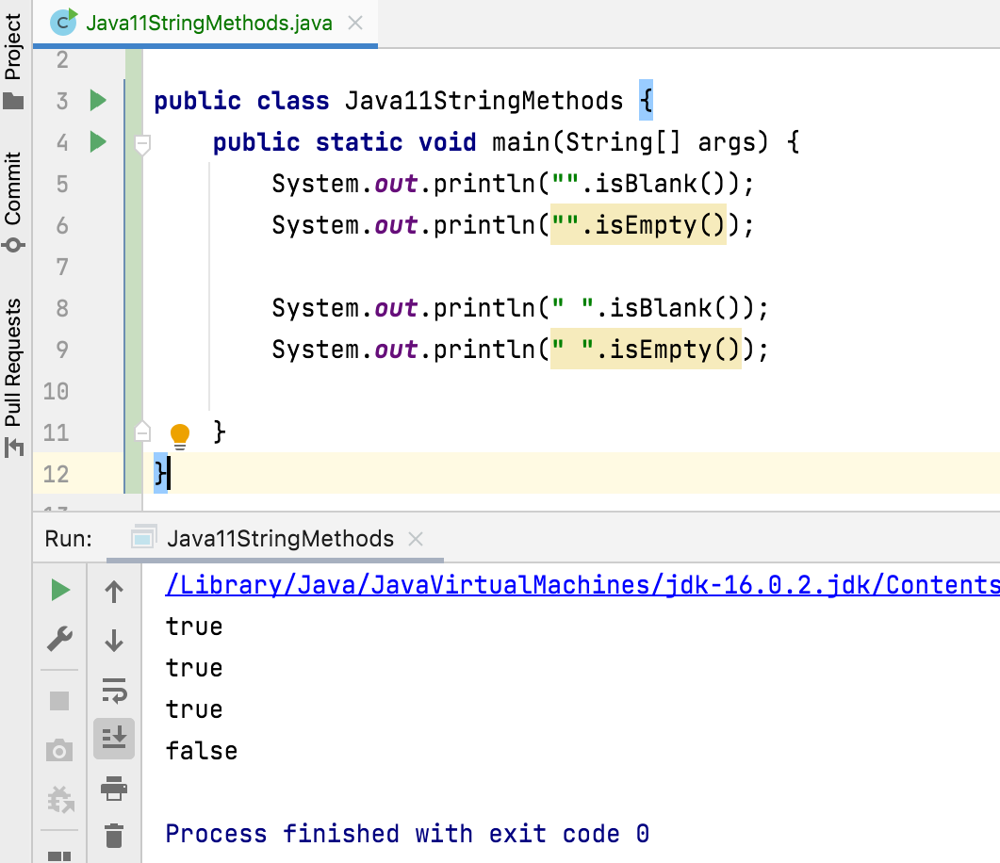 Java11StringMethods.java
Project
Commit
Pull Requests
2
3 public class Java11StringMethods {
4 public static void main(String[] args) {
5 System.out.println("".isBlank());
6 System.out.println("".isEmpty());
7
8 System.out.println(" ".isBlank());
9 System.out.println(" ".isEmpty());
10
11 }
12 }
Run: Java11StringMethods
/Library/Java/JavaVirtualMachines/jdk-16.0.2.jdk/Contents
true
true
true
false
Process finished with exit code 0